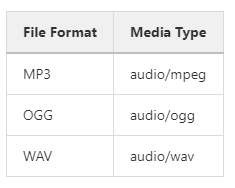 File Format Media Type
MP3 audio/mpeg
OGG audio/ogg
WAV audio/wav